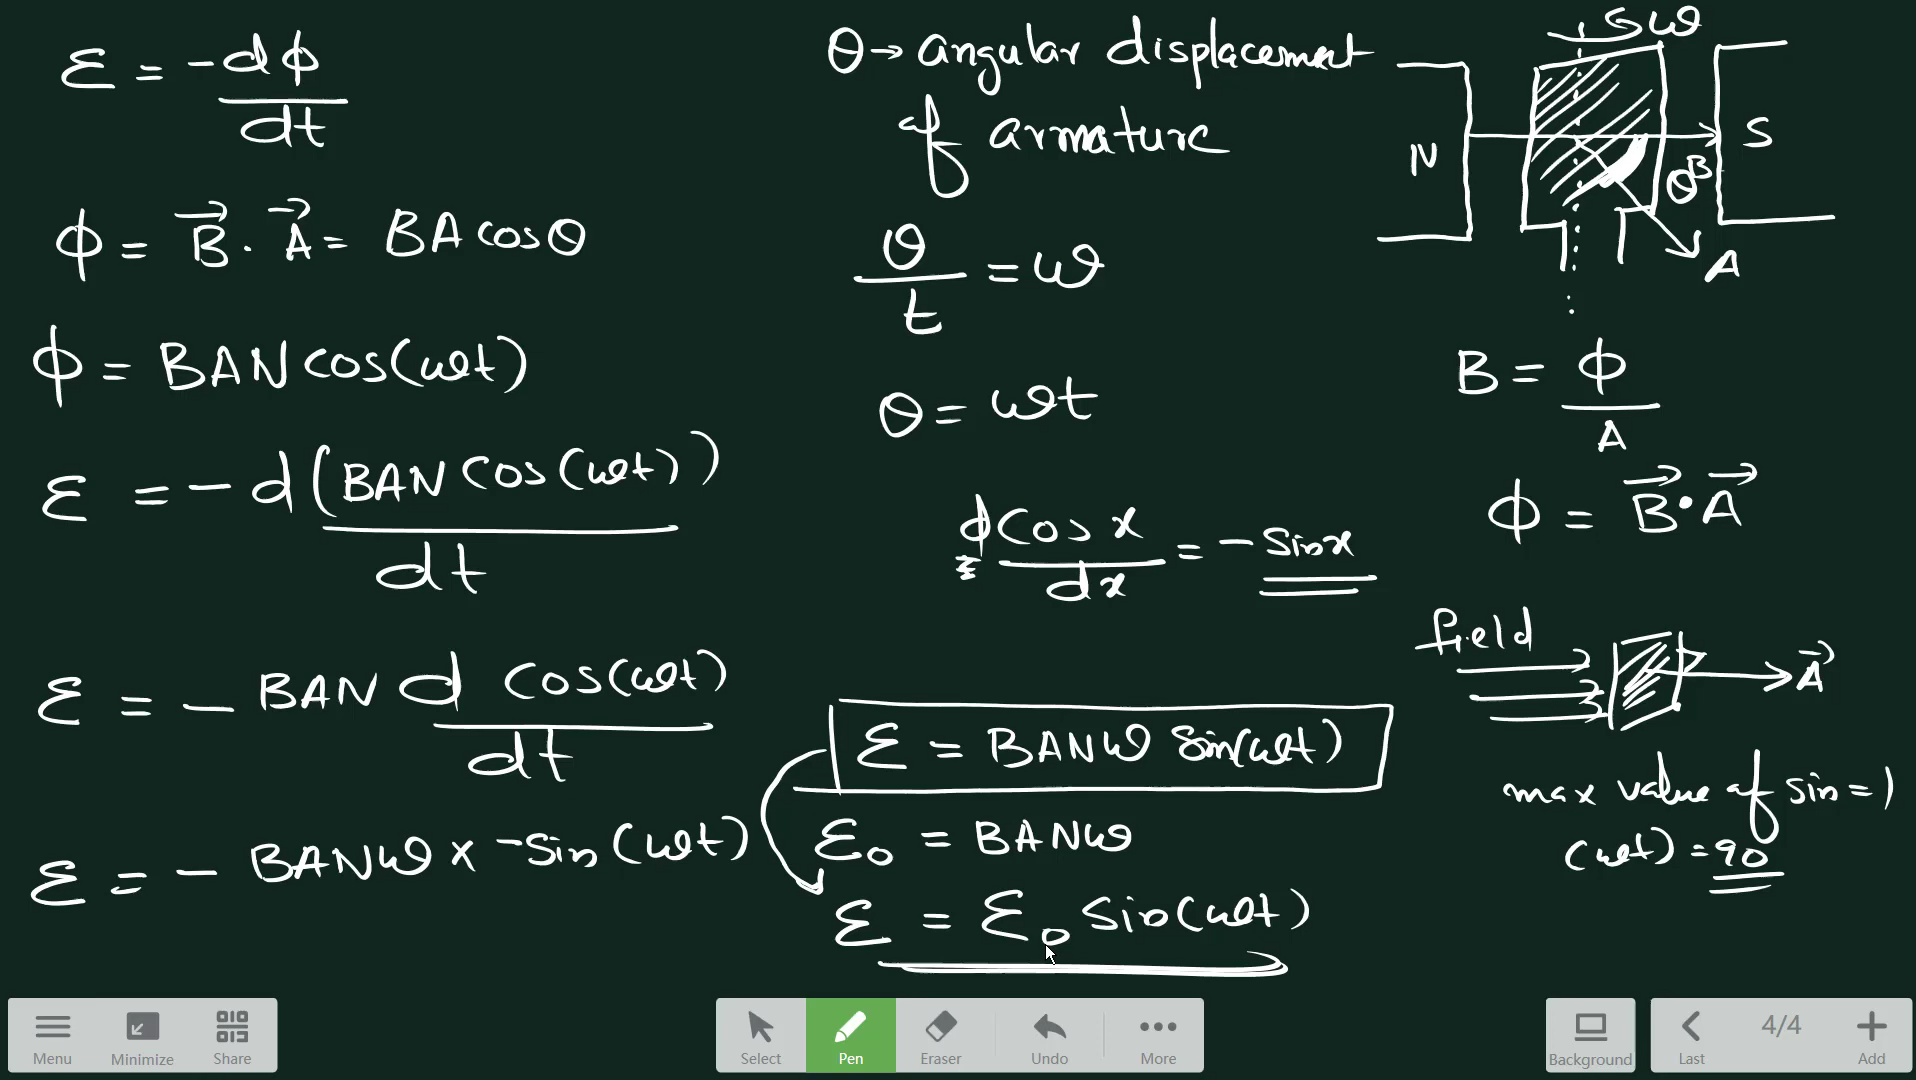 ε = -dϕ/dt
ϕ = B⃗ · A⃗ = BA cosθ
ϕ = BAN cos(ωt)
ε = - d(BAN cos(ωt))/dt
ε = - BAN d cos(ωt)/dt
ε = - BANω x -sin(ωt)
θ → angular displacement
of armature
θ/t = ω
θ = ωt
d cos x/dx = - sin x
ε = BANω sin(ωt)
ε₀ = BANω
ε = ε₀ sin(ωt)
ω
N
S
B
θ
A
B = ϕ/A
ϕ = B⃗ · A⃗
field
A⃗
max value of sin = 1
(ωt) = 90
Menu
Minimize
Share
Select
Pen
Eraser
Undo
More
Background
Last
4/4
Add